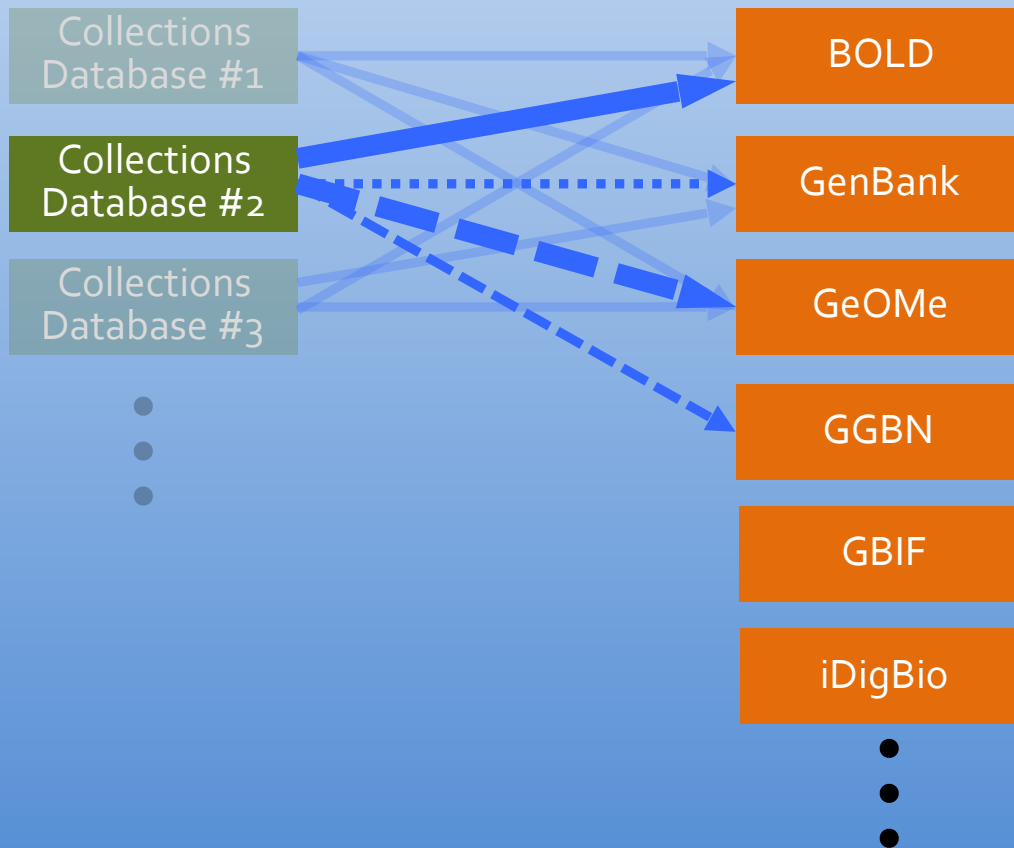 Collections
Database #1
Collections
Database #2
Collections
Database #3
BOLD
GenBank
GeOMe
GGBN
GBIF
iDigBio